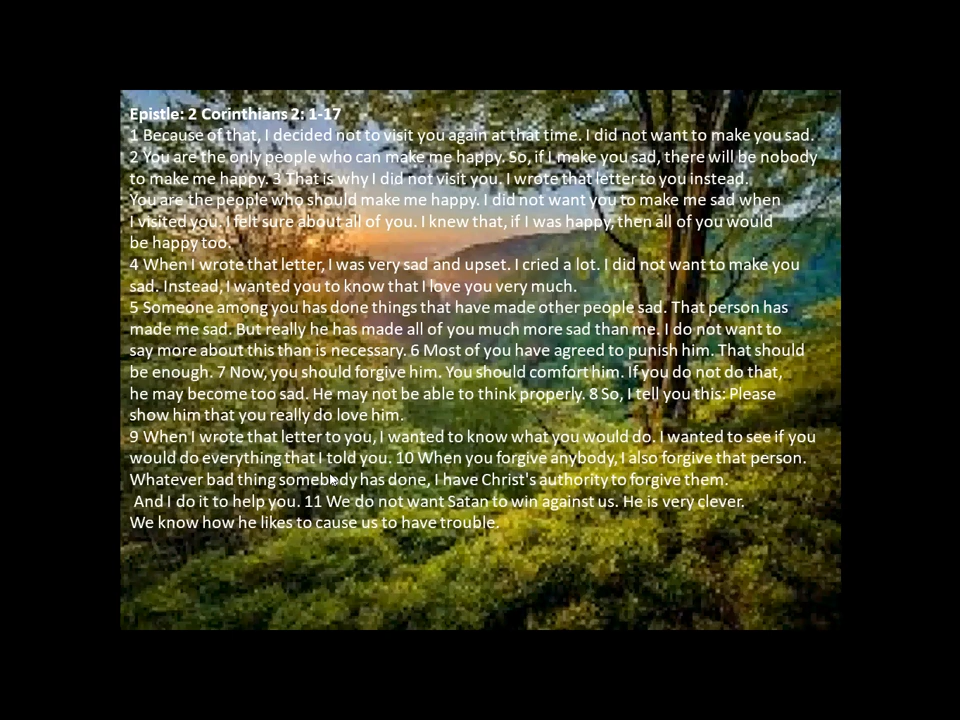 Epistle: 2 Corinthians 2: 1-17
1 Because of that, I decided not to visit you again at that time. I did not want to make you sad.
2 You are the only people who can make me happy. So, if I make you sad, there will be nobody
to make me happy. 3 That is why I did not visit you. I wrote that letter to you instead.
You are the people who should make me happy. I did not want you to make me sad when
I visited you. I felt sure about all of you. I knew that, if I was happy, then all of you would
be happy too.
4 When I wrote that letter, I was very sad and upset. I cried a lot. I did not want to make you
sad. Instead, I wanted you to know that I love you very much.
5 Someone among you has done things that have made other people sad. That person has
made me sad. But really he has made all of you much more sad than me. I do not want to
say more about this than is necessary. 6 Most of you have agreed to punish him. That should
be enough. 7 Now, you should forgive him. You should comfort him. If you do not do that,
he may become too sad. He may not be able to think properly. 8 So, I tell you this: Please
show him that you really do love him.
9 When I wrote that letter to you, I wanted to know what you would do. I wanted to see if you
would do everything that I told you. 10 When you forgive anybody, I also forgive that person.
Whatever bad thing somebody has done, I have Christ's authority to forgive them.
And I do it to help you. 11 We do not want Satan to win against us. He is very clever.
We know how he likes to cause us to have trouble.